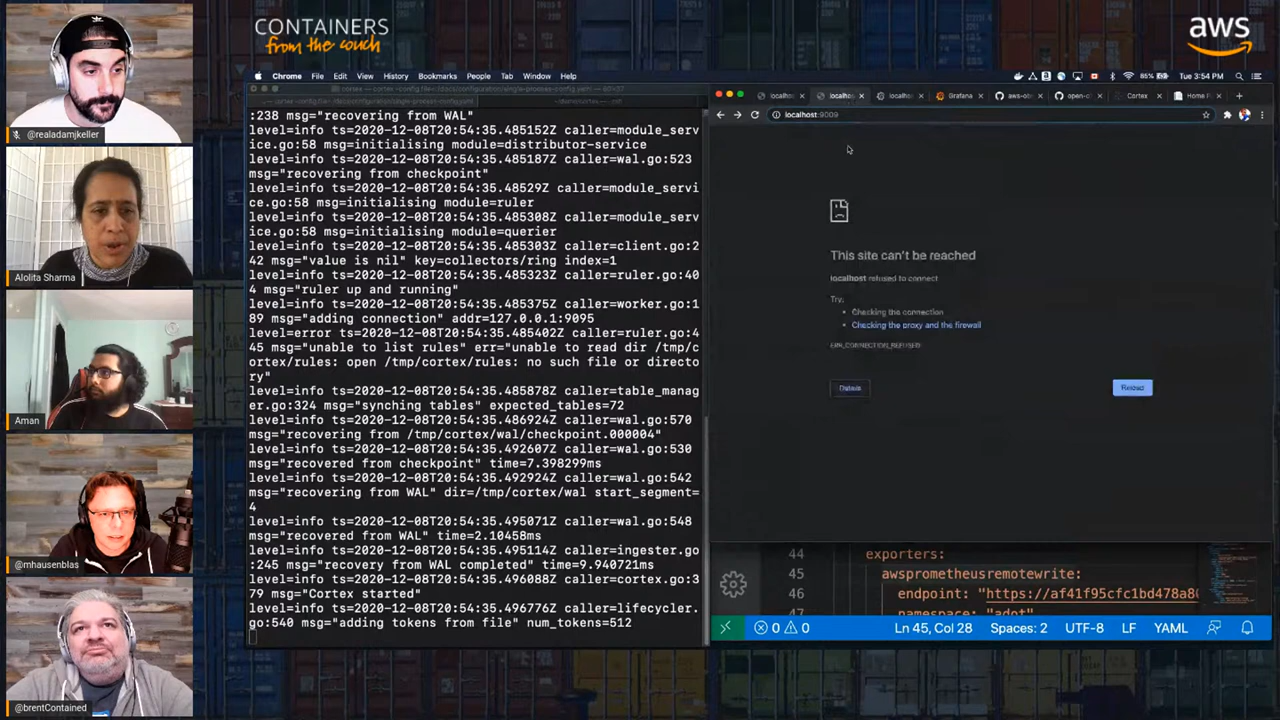 CONTAINERS
from the couch
aws
@realadamjkeller
Alolita Sharma
Aman
@mhausenblas
@brentContained
Chrome File Edit View History Bookmarks People Tab Window Help
85% Tue 3:54 PM
:238 msg="recovering from WAL"
level=info ts=2020-12-08T20:54:35.485152Z caller=module_serv
ice.go:58 msg=initialising module=distributor-service
level=info ts=2020-12-08T20:54:35.485187Z caller=wal.go:523
msg="recovering from checkpoint"
level=info ts=2020-12-08T20:54:35.48529Z caller=module_servi
ce.go:58 msg=initialising module=ruler
level=info ts=2020-12-08T20:54:35.485308Z caller=module_serv
ice.go:58 msg=initialising module=querier
level=info ts=2020-12-08T20:54:35.485303Z caller=client.go:2
42 msg="value is nil" key=collectors/ring index=1
level=info ts=2020-12-08T20:54:35.485323Z caller=ruler.go:40
4 msg="ruler up and running"
level=info ts=2020-12-08T20:54:35.485375Z caller=worker.go:1
89 msg="adding connection" addr=127.0.0.1:9095
level=error ts=2020-12-08T20:54:35.485402Z caller=ruler.go:4
45 msg="unable to list rules" err="unable to read dir /tmp/c
ortex/rules: open /tmp/cortex/rules: no such file or directo
ry"
level=info ts=2020-12-08T20:54:35.485878Z caller=table_manag
er.go:324 msg="synching tables" expected_tables=72
level=info ts=2020-12-08T20:54:35.486924Z caller=wal.go:570
msg="recovering from /tmp/cortex/wal/checkpoint.000004"
level=info ts=2020-12-08T20:54:35.492607Z caller=wal.go:530
msg="recovered from checkpoint" time=7.398299ms
level=info ts=2020-12-08T20:54:35.492924Z caller=wal.go:542
msg="recovering from WAL" dir=/tmp/cortex/wal start_segment=
4
level=info ts=2020-12-08T20:54:35.495071Z caller=wal.go:548
msg="recovered from WAL" time=2.10458ms
level=info ts=2020-12-08T20:54:35.495114Z caller=ingester.go
:245 msg="recovery from WAL completed" time=9.940721ms
level=info ts=2020-12-08T20:54:35.496088Z caller=cortex.go:3
79 msg="Cortex started"
level=info ts=2020-12-08T20:54:35.49626Z caller=lifecycler.
go:540 msg="adding tokens from file" num_tokens=512
localhos localhos localhos Grafana aws-ot open-c Cortex Home
localhost:9009
This site can't be reached
localhost refused to connect
Try:
Checking the connection
Checking the proxy and the firewall
ERR_CONNECTION_REFUSED
Details
Reload
44 exporters:
45 awsprometheusremotewrite:
46 endpoint: "https://af41f95cfc1bd478a8
47 namespace: "adot"
0 0 Ln 45, Col 28 Spaces: 2 UTF-8 LF YAML